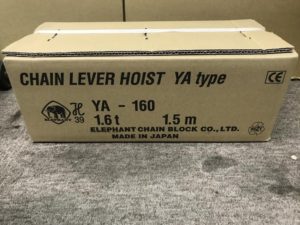 CHAIN LEVER HOIST YA type
CE
YA - 160
39
1.6 t 1.5 m
ELEPHANT CHAIN BLOCK CO., LTD.
MADE IN JAPAN